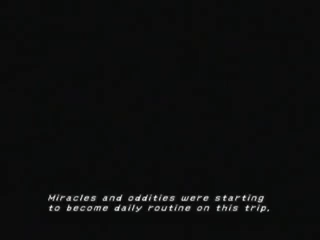 Miracles and oddities were starting
to become daily routine on this trip.